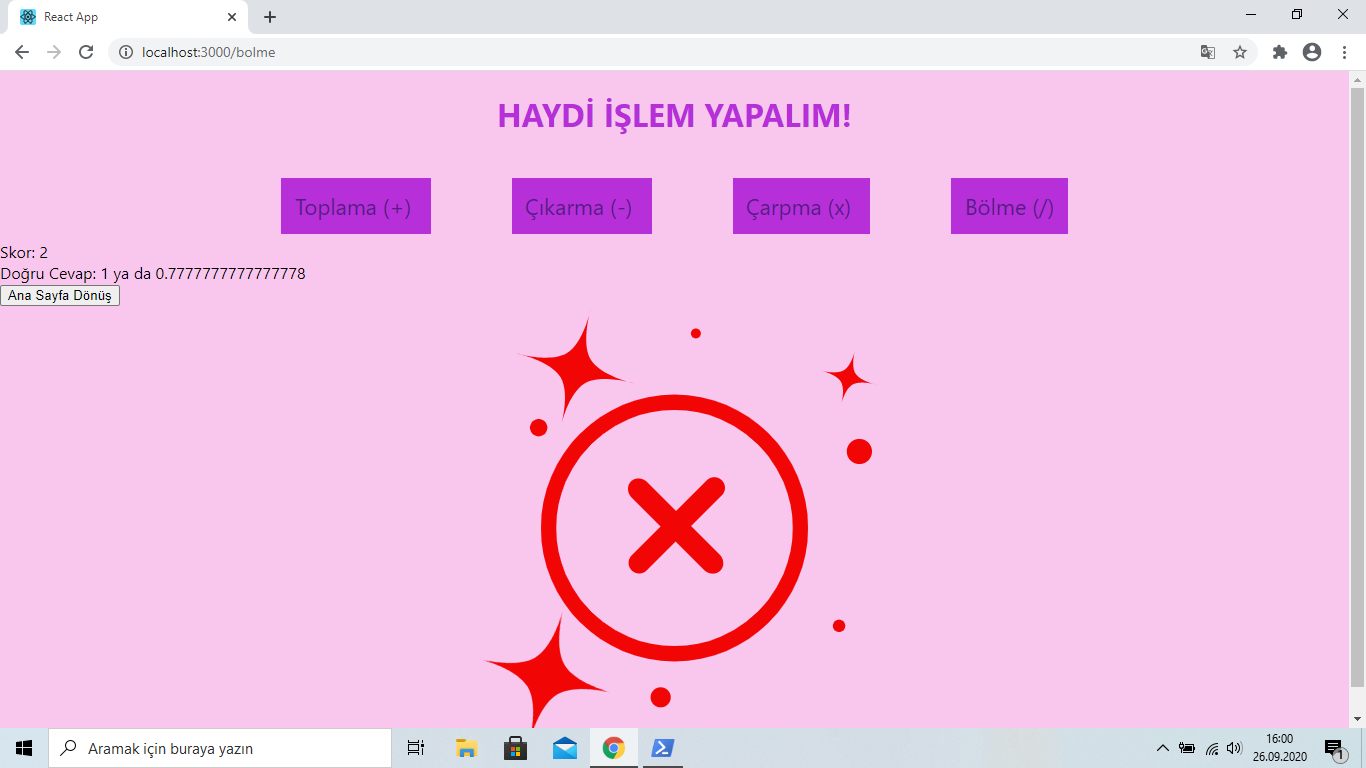 React App
localhost:3000/bolme
HAYDİ İŞLEM YAPALIM!
Toplama (+) Çıkarma (-) Çarpma (x) Bölme (/)
Skor: 2
Doğru Cevap: 1 ya da 0.7777777777777778
Ana Sayfa Dönüş
Aramak için buraya yazın
16:00
26.09.2020
1